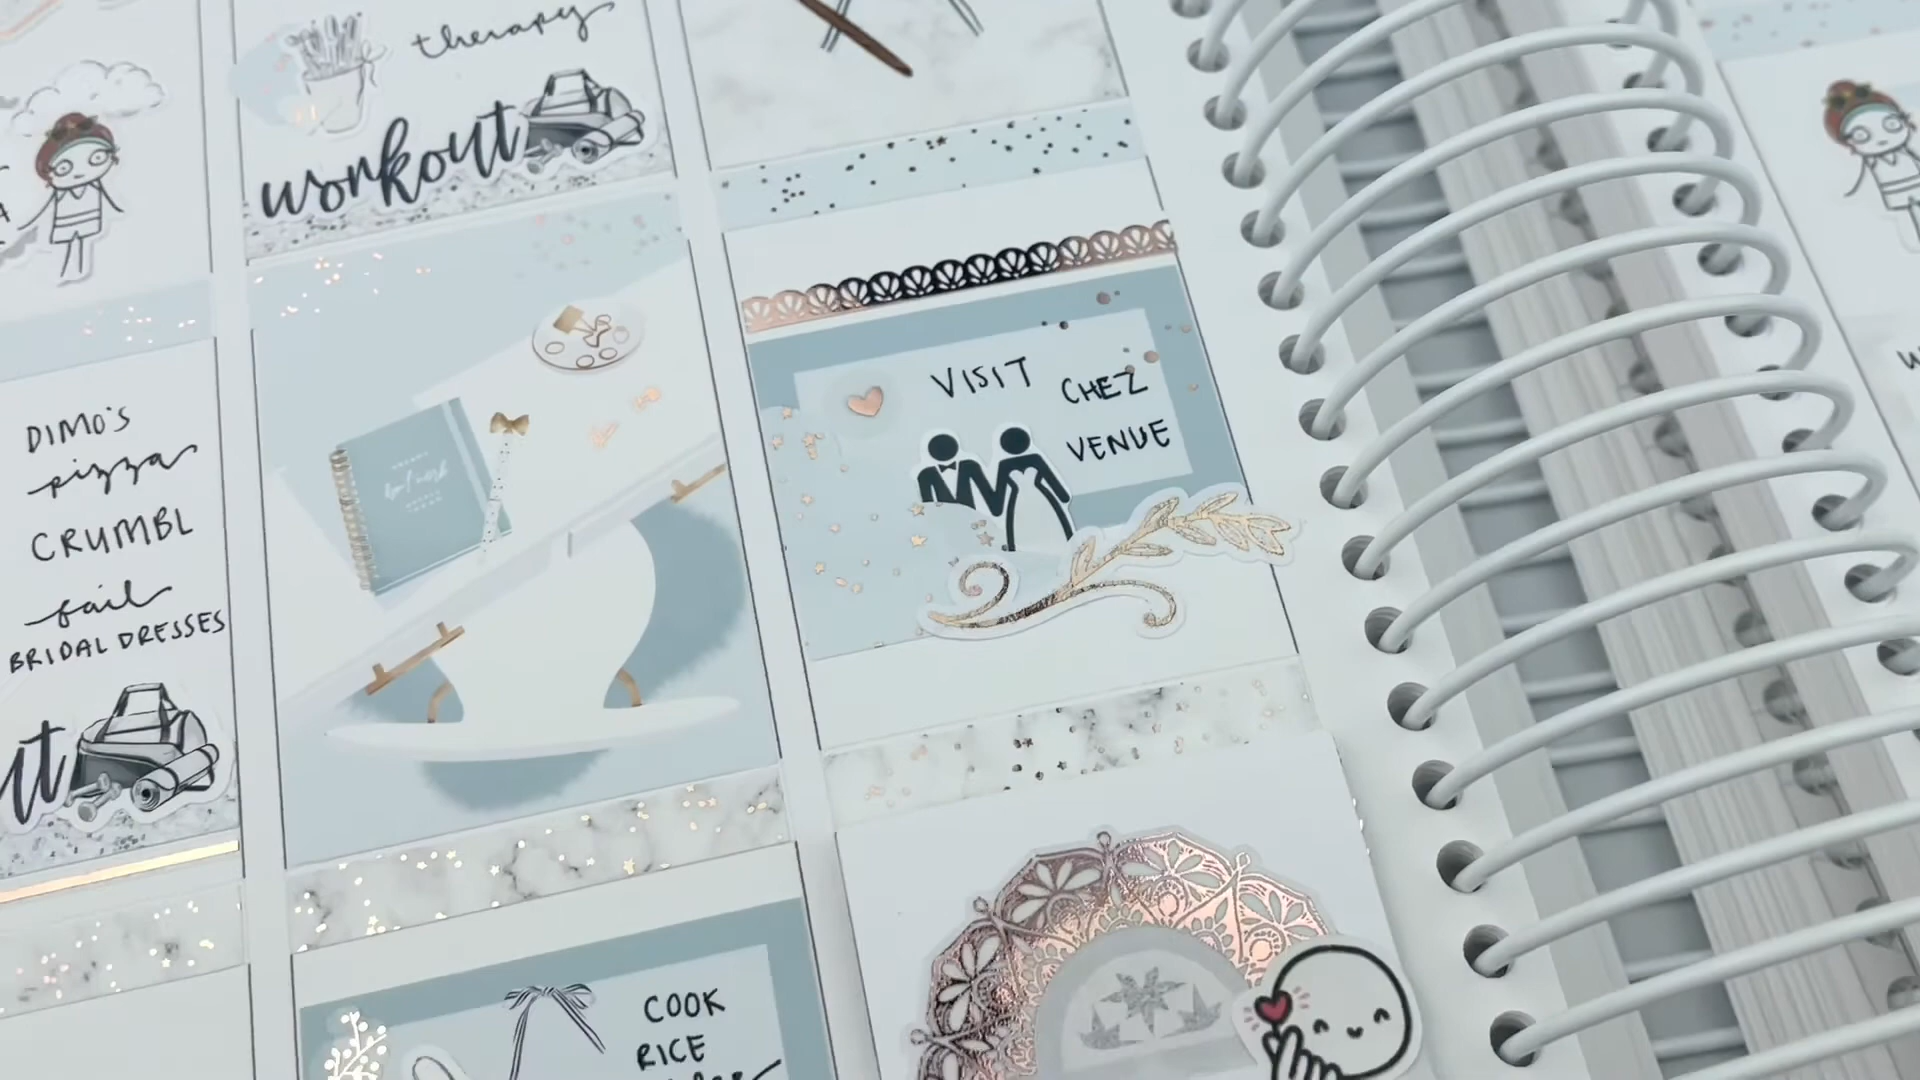 therapy
workout
DIMO'S
pizza
CRUMBL
fail
BRIDAL DRESSES
VISIT CHEZ
VENUE
COOK
RICE